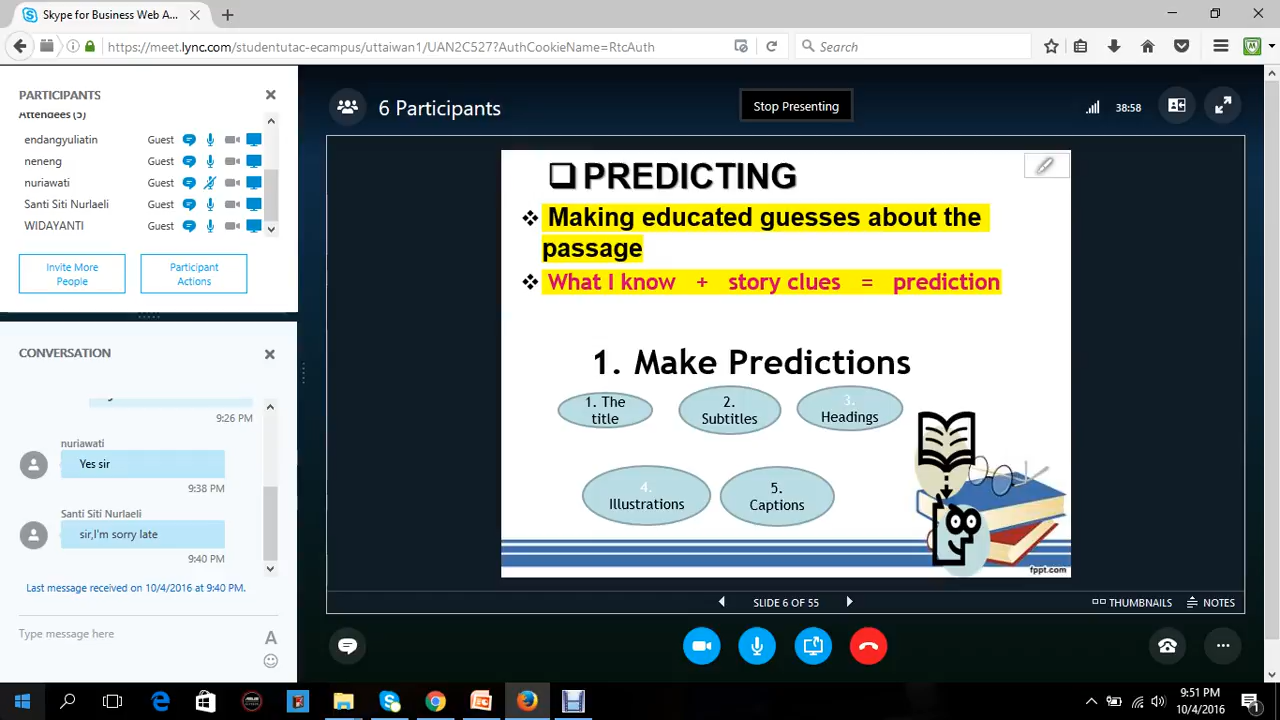 Skype for Business Web A...
https://meet.lync.com/studentutac-ecampus/uttaiwan1/UAN2C527?AuthCookieName=RtcAuth
Search
PARTICIPANTS
Attendees (5)
endangyuliatin Guest
neneng Guest
nuriawati Guest
Santi Siti Nurlaeli Guest
WIDAYANTI Guest
Invite More
People
Participant
Actions
CONVERSATION
9:26 PM
nuriawati
Yes sir
9:38 PM
Santi Siti Nurlaeli
sir,I'm sorry late
9:40 PM
Last message received on 10/4/2016 at 9:40 PM.
Type message here
A
6 Participants
Stop Presenting
38:58
PREDICTING
Making educated guesses about the
passage
What I know + story clues = prediction
1. Make Predictions
1. The
title
2.
Subtitles
3.
Headings
4.
Illustrations
5.
Captions
fppt.com
SLIDE 6 OF 55
THUMBNAILS
NOTES
9:51 PM
10/4/2016